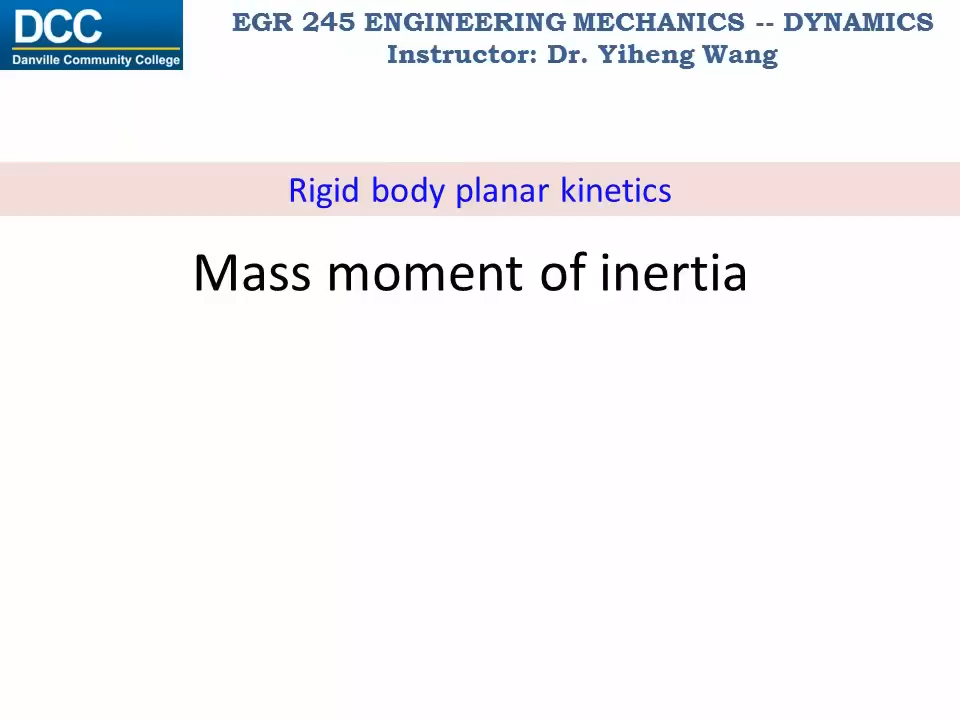 DCC
Danville Community College
EGR 245 ENGINEERING MECHANICS -- DYNAMICS
Instructor: Dr. Yiheng Wang
Rigid body planar kinetics
Mass moment of inertia